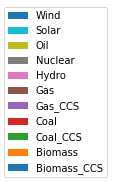 Wind
Solar
Oil
Nuclear
Hydro
Gas
Gas_CCS
Coal
Coal_CCS
Biomass
Biomass_CCS